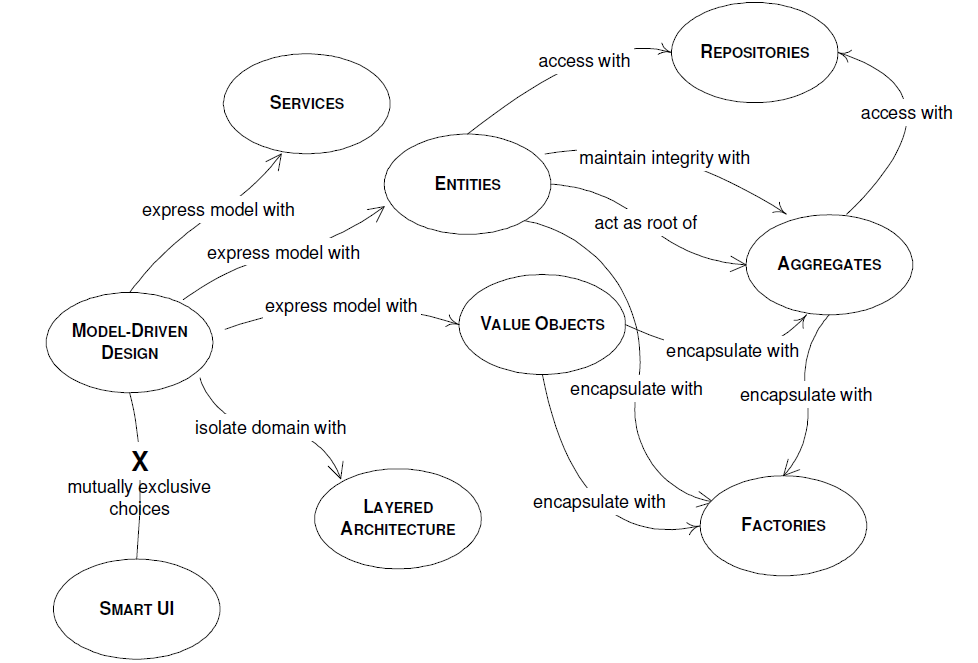 REPOSITORIES
access with
SERVICES
access with
maintain integrity with
ENTITIES
express model with
act as root of
express model with
AGGREGATES
express model with
VALUE OBJECTS
MODEL-DRIVEN
DESIGN
encapsulate with
encapsulate with
encapsulate with
isolate domain with
X
mutually exclusive
choices
encapsulate with
LAYERED
ARCHITECTURE
FACTORIES
SMART UI